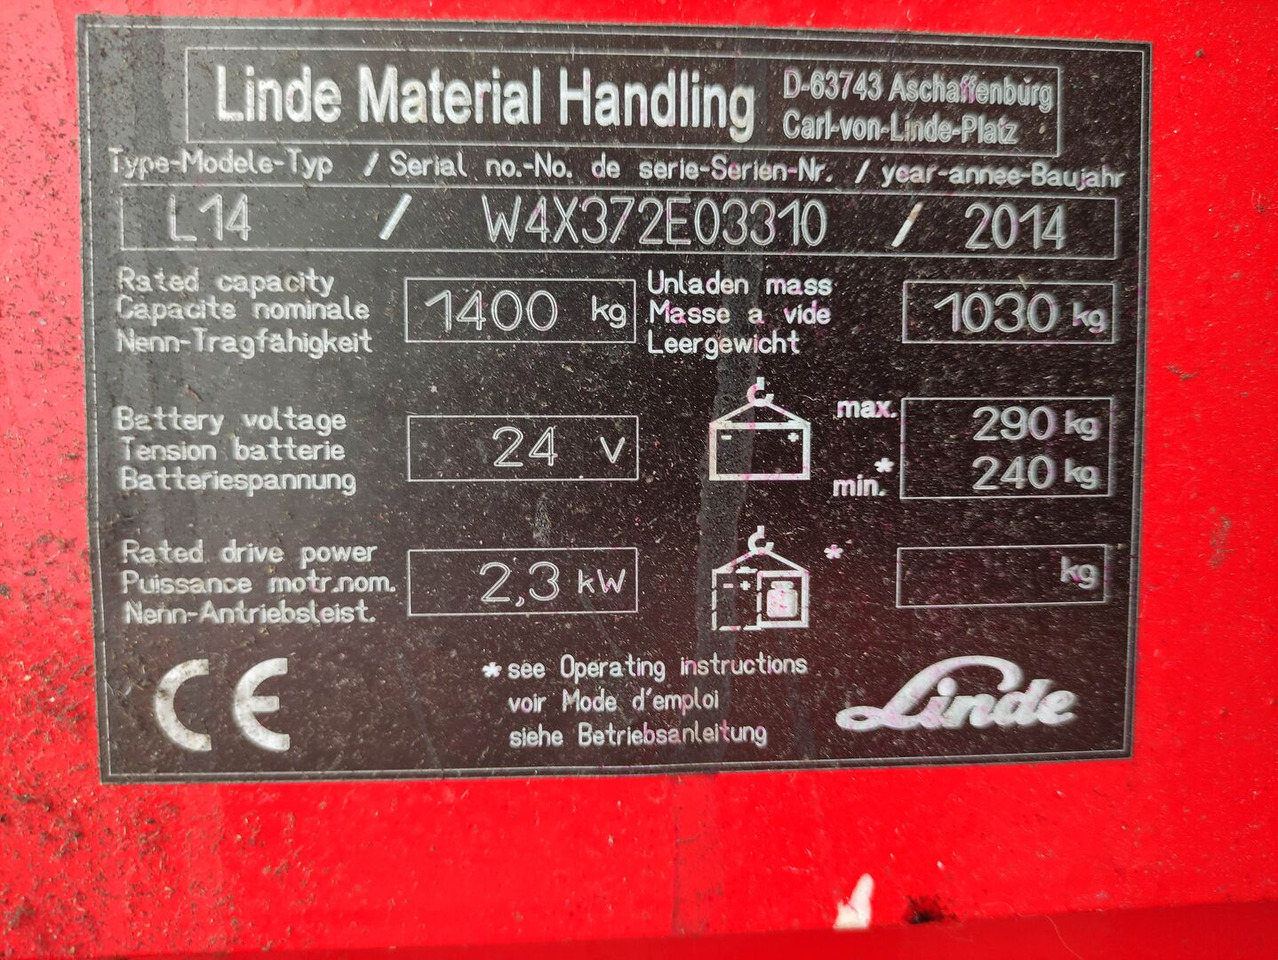 Linde Material Handling D-63743 Aschaffenburg
Carl-von-Linde-Platz
Type-Modele-Typ / Serial no.-No. de serie-Serien-Nr. / year-annee-Baujahr
L14 / W4X372E03310 / 2014
Rated capacity
Capacite nominale
Nenn-Tragfähigkeit
1400 kg
Unladen mass
Masse a vide
Leergewicht
1030 kg
Battery voltage
Tension batterie
Batteriespannung
24 V
- +
max. 290 kg
* min. 240 kg
Rated drive power
Puissance motr.nom.
Nenn-Antriebsleist.
2,3 kW
- +
* kg
CE
* see Operating instructions
voir Mode d'emploi
siehe Betriebsanleitung
Linde